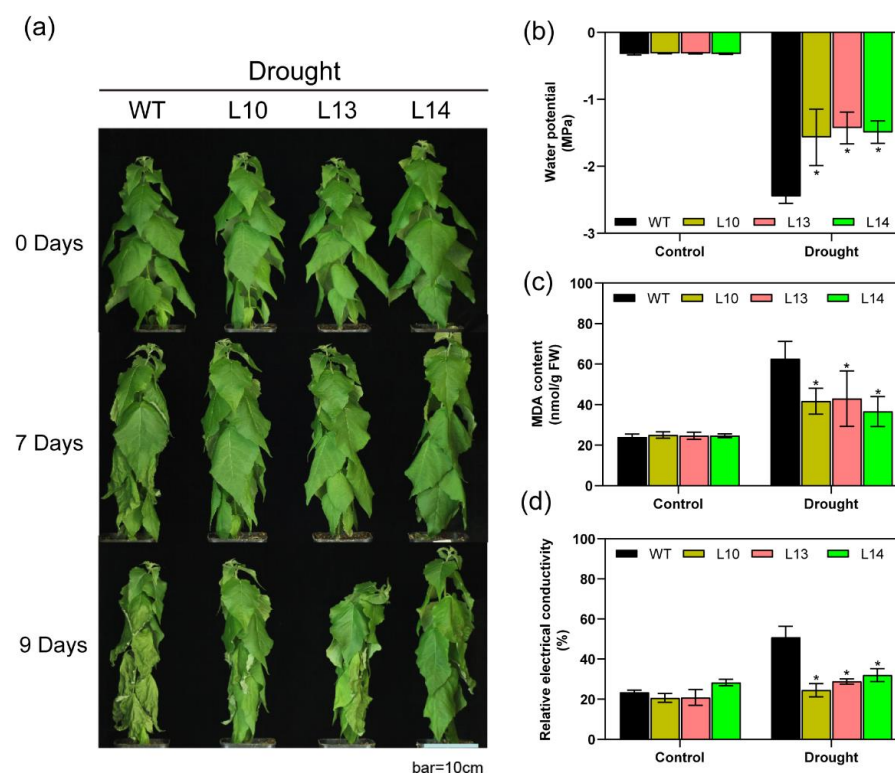 (a)
Drought
WT L10 L13 L14
0 Days
7 Days
9 Days
bar=10cm
(b)
Water potential
(MPa)
0
-1
-2
-3
WT L10 L13 L14
Control Drought
* * *
(c)
MDA content
(nmol/g FW)
100
80
60
40
20
0
WT L10 L13 L14
* * *
Control Drought
(d)
Relative electrical conductivity
(%)
100
80
60
40
20
0
WT L10 L13 L14
* * *
Control Drought